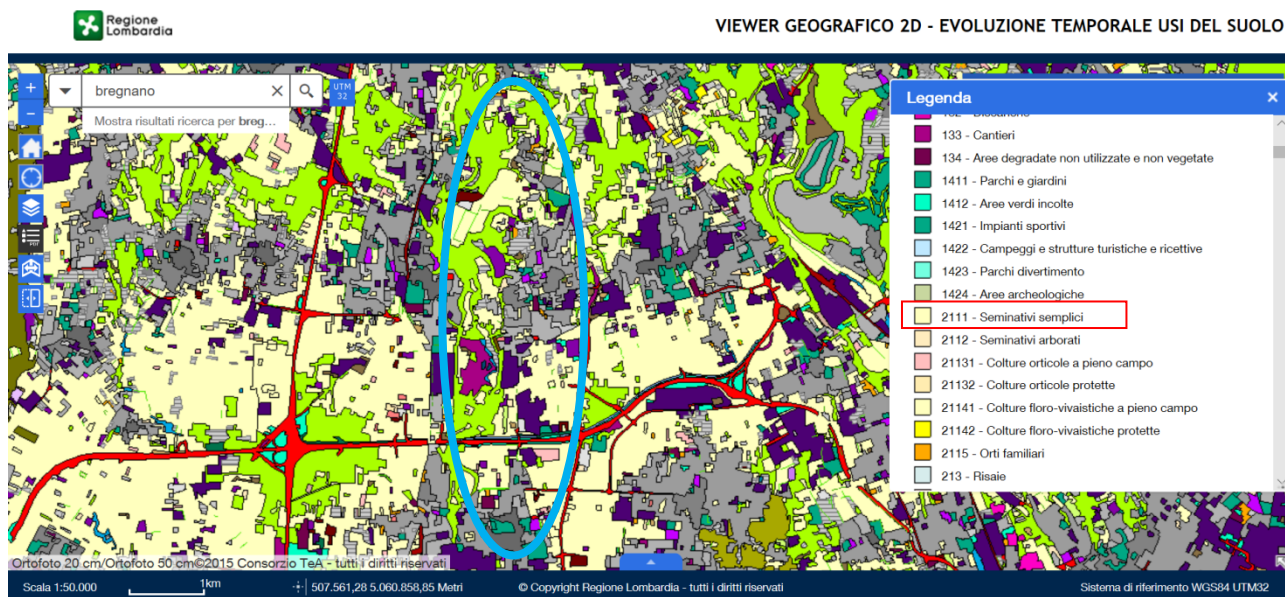 Regione
Lombardia
VIEWER GEOGRAFICO 2D - EVOLUZIONE TEMPORALE USI DEL SUOLO
+
bregnano
UTM
32
−
Mostra risultati ricerca per breg...
Legenda
133 - Cantieri
134 - Aree degradate non utilizzate e non vegetate
1411 - Parchi e giardini
1412 - Aree verdi incolte
1421 - Impianti sportivi
1422 - Campeggi e strutture turistiche e ricettive
1423 - Parchi divertimento
1424 - Aree archeologiche
2111 - Seminativi semplici
2112 - Seminativi arborati
21131 - Colture orticole a pieno campo
21132 - Colture orticole protette
21141 - Colture floro-vivaistiche a pieno campo
21142 - Colture floro-vivaistiche protette
2115 - Orti familiari
213 - Risaie
Ortofoto 20 cm/Ortofoto 50 cm©2015 Consorzio TeA - tutti i diritti riservati
Scala 1:50.000
1km
507.561,28 5.060.858,85 Metri
© Copyright Regione Lombardia - tutti i diritti riservati
Sistema di riferimento WGS84 UTM32